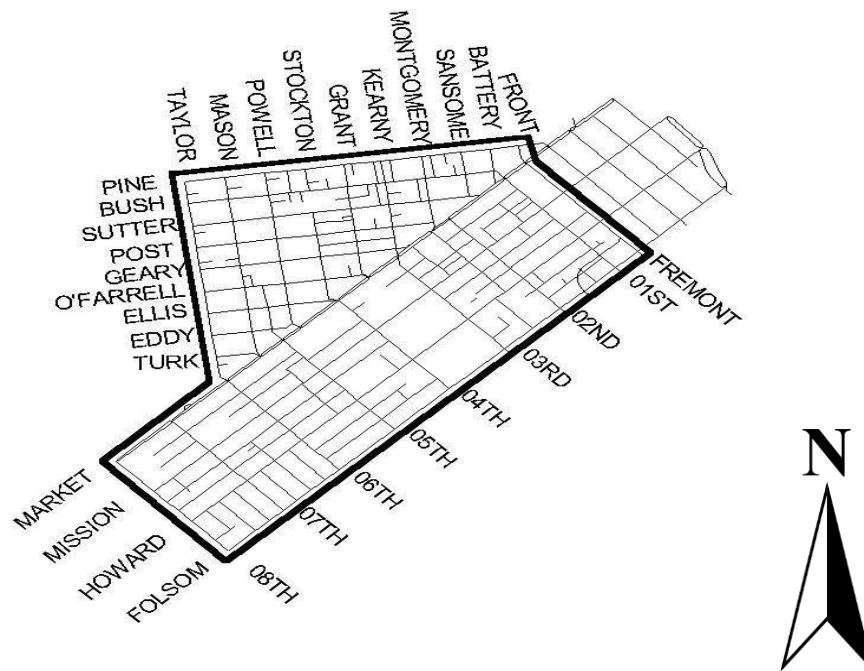 TAYLOR
MASON
POWELL
STOCKTON
GRANT
KEARNY
MONTGOMERY
SANSOME
BATTERY
FRONT
PINE
BUSH
SUTTER
POST
GEARY
O'FARRELL
ELLIS
EDDY
TURK
FREMONT
01ST
02ND
03RD
04TH
05TH
06TH
07TH
08TH
MARKET
MISSION
HOWARD
FOLSOM
N